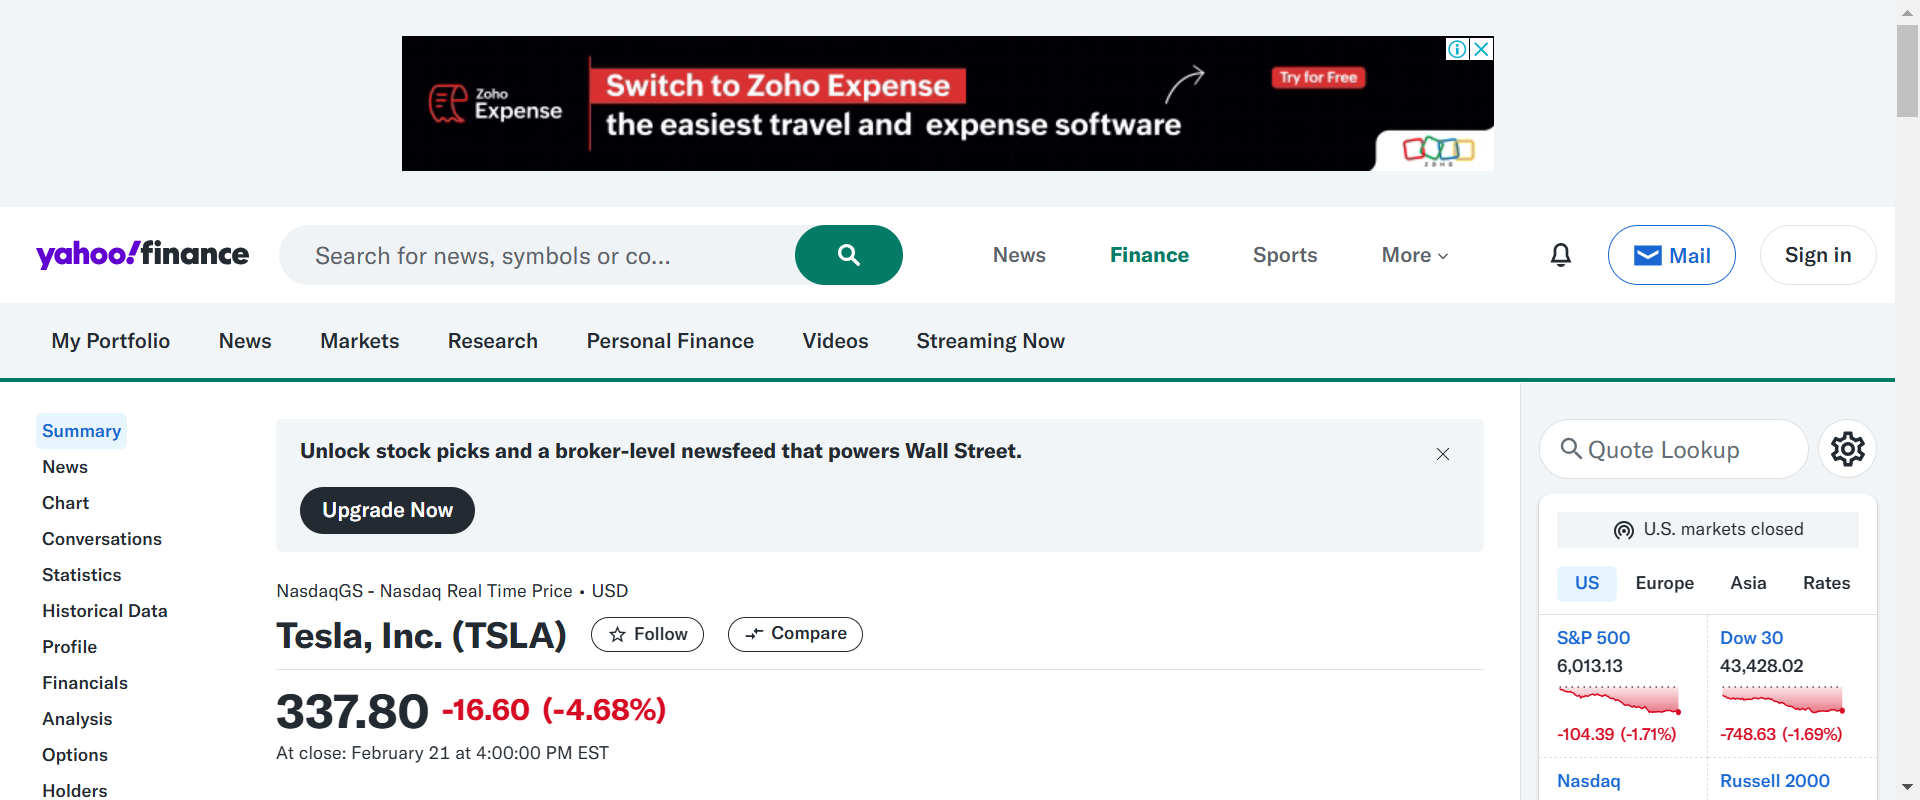 Zoho
Expense
Switch to Zoho Expense
the easiest travel and expense software
Try for Free
ZOHO
yahoo!finance
Search for news, symbols or co...
News
Finance
Sports
More
Mail
Sign in
My Portfolio
News
Markets
Research
Personal Finance
Videos
Streaming Now
Summary
News
Chart
Conversations
Statistics
Historical Data
Profile
Financials
Analysis
Options
Holders
Unlock stock picks and a broker-level newsfeed that powers Wall Street.
Upgrade Now
NasdaqGS - Nasdaq Real Time Price • USD
Tesla, Inc. (TSLA)
Follow
Compare
337.80 -16.60 (-4.68%)
At close: February 21 at 4:00:00 PM EST
Quote Lookup
U.S. markets closed
US
Europe
Asia
Rates
S&P 500
6,013.13
-104.39 (-1.71%)
Dow 30
43,428.02
-748.63 (-1.69%)
Nasdaq
Russell 2000